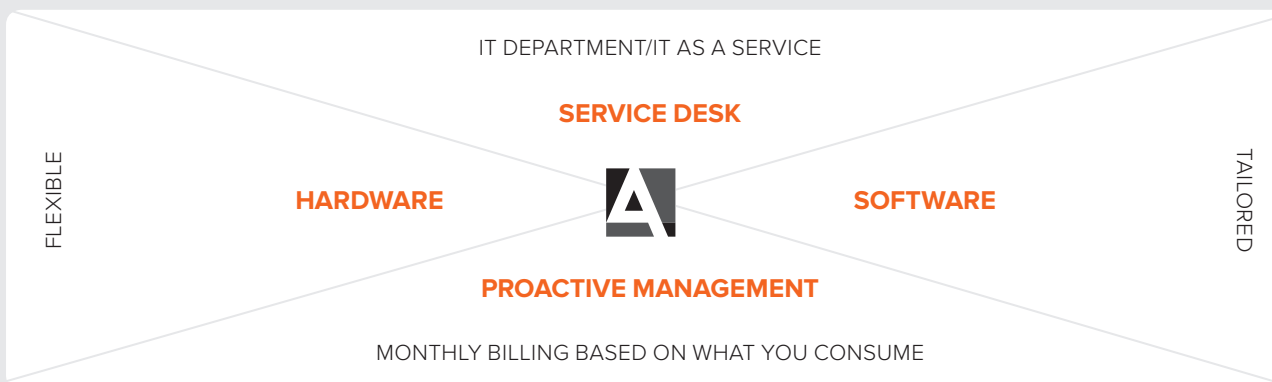 IT DEPARTMENT/IT AS A SERVICE
SERVICE DESK
FLEXIBLE
HARDWARE
A
SOFTWARE
TAILORED
PROACTIVE MANAGEMENT
MONTHLY BILLING BASED ON WHAT YOU CONSUME